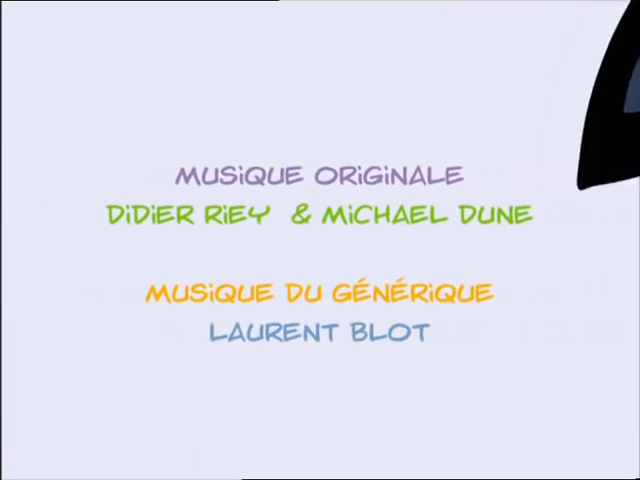 MUSiQUE ORiGiNALE
DiDiER RiEY & MiCHAEL DUNE
MUSiQUE DU GÉNÉRiQUE
LAURENT BLOT